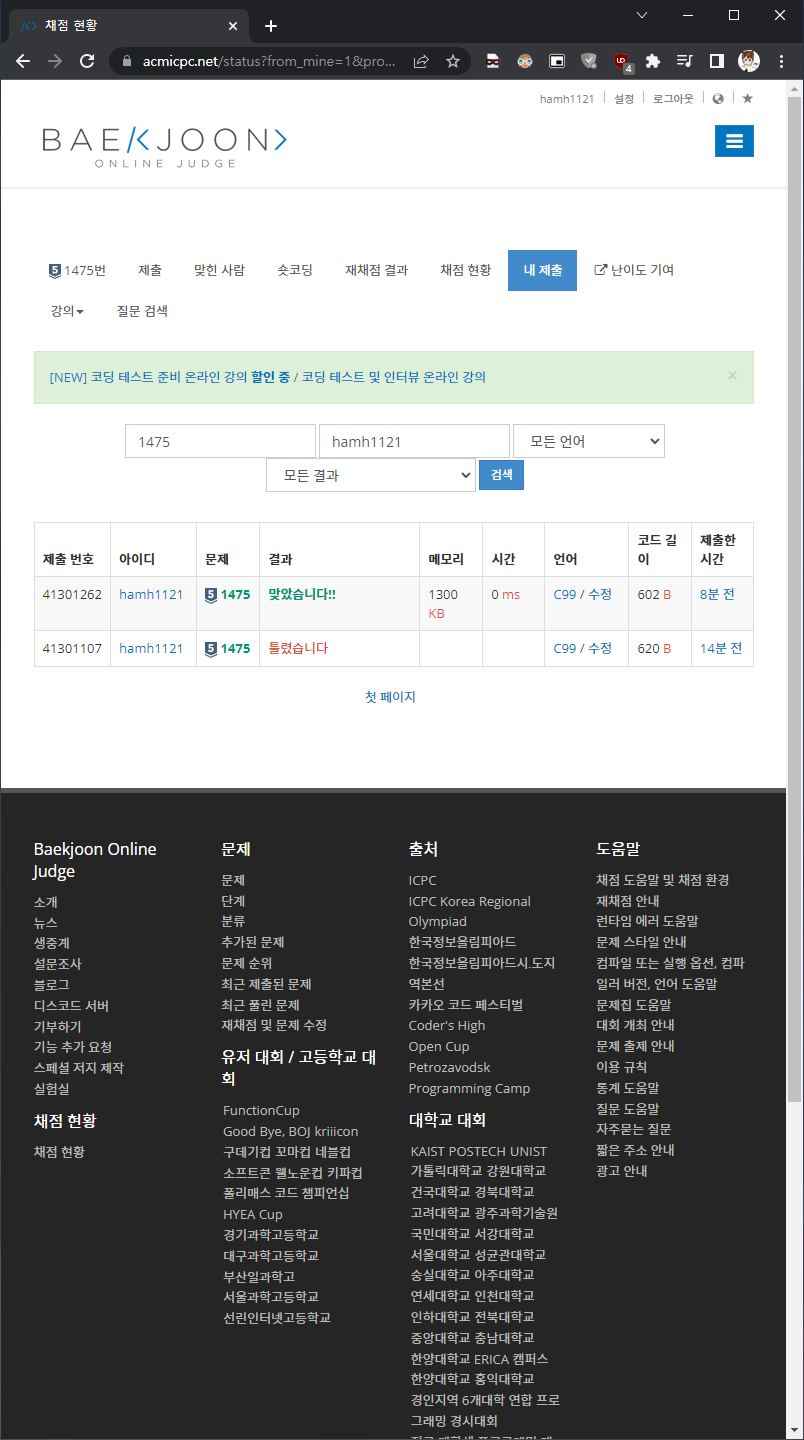 채점 현황
acmicpc.net/status?from_mine=1&pro...
4
hamh1121 설정 로그아웃
BAEKJOON
ONLINE JUDGE
5 1475번 제출 맞힌 사람 숏코딩 재채점 결과 채점 현황 내 제출 난이도 기여
강의 질문 검색
[NEW] 코딩 테스트 준비 온라인 강의 할인 중 / 코딩 테스트 및 인터뷰 온라인 강의 ×
1475 hamh1121 모든 언어
모든 결과 검색
제출 번호 아이디 문제 결과 메모리 시간 언어 코드 길이 제출한 시간
41301262 hamh1121 5 1475 맞았습니다!! 1300 KB 0 ms C99 / 수정 602 B 8분 전
41301107 hamh1121 5 1475 틀렸습니다 C99 / 수정 620 B 14분 전
첫 페이지
Baekjoon Online
Judge
소개
뉴스
생중계
설문조사
블로그
디스코드 서버
기부하기
기능 추가 요청
스페셜 저지 제작
실험실
채점 현황
채점 현황
문제
문제
단계
분류
추가된 문제
문제 순위
최근 제출된 문제
최근 풀린 문제
재채점 및 문제 수정
유저 대회 / 고등학교 대
회
FunctionCup
Good Bye, BOJ kriiicon
구데기컵 꼬마컵 네블컵
소프트콘 웰노운컵 키파컵
폴리매스 코드 챔피언십
HYEA Cup
경기과학고등학교
대구과학고등학교
부산일과학고
서울과학고등학교
선린인터넷고등학교
출처
ICPC
ICPC Korea Regional
Olympiad
한국정보올림피아드
한국정보올림피아드시.도지
역본선
카카오 코드 페스티벌
Coder's High
Open Cup
Petrozavodsk
Programming Camp
대학교 대회
KAIST POSTECH UNIST
가톨릭대학교 강원대학교
건국대학교 경북대학교
고려대학교 광주과학기술원
국민대학교 서강대학교
서울대학교 성균관대학교
숭실대학교 아주대학교
연세대학교 인천대학교
인하대학교 전북대학교
중앙대학교 충남대학교
한양대학교 ERICA 캠퍼스
한양대학교 홍익대학교
경인지역 6개대학 연합 프로
그래밍 경시대회
도움말
채점 도움말 및 채점 환경
재채점 안내
런타임 에러 도움말
문제 스타일 안내
컴파일 또는 실행 옵션, 컴파
일러 버전, 언어 도움말
문제집 도움말
대회 개최 안내
문제 출제 안내
이용 규칙
통계 도움말
질문 도움말
자주묻는 질문
짧은 주소 안내
광고 안내